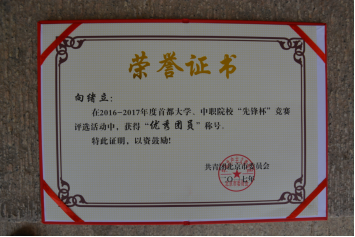 荣誉证书
向绪立：
在2016-2017年度首都大学、中职院校“先锋杯”竞赛
评选活动中，获得“优秀团员”称号。
特此证明，以资鼓励！
共青团北京市委员会
二〇一七年